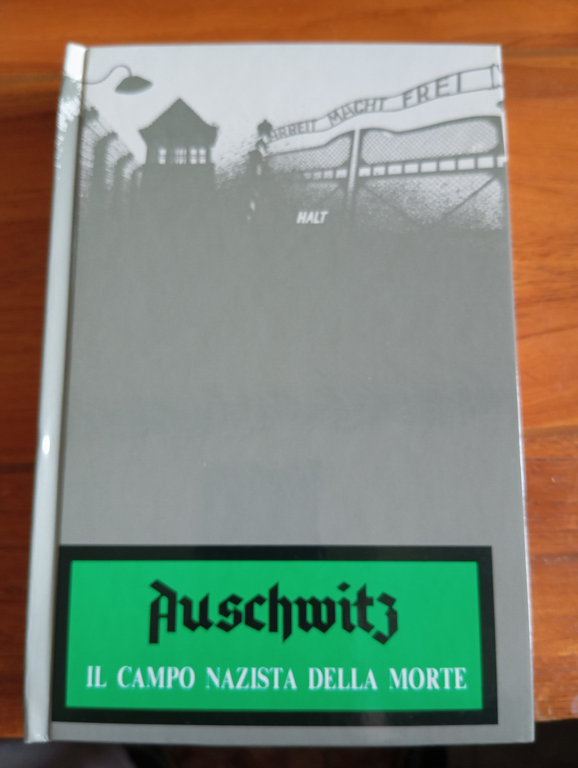 ARBEIT MACHT FREI
HALT
Auschwitz
IL CAMPO NAZISTA DELLA MORTE